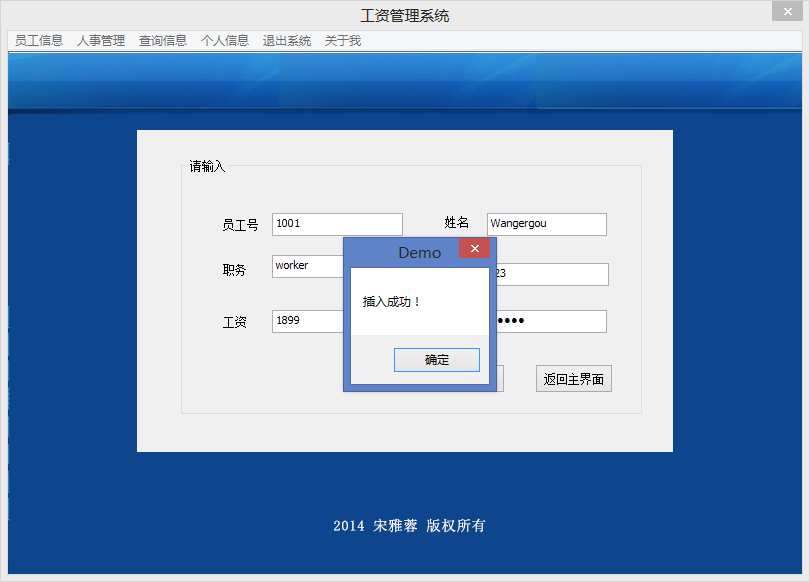 工资管理系统
员工信息 人事管理 查询信息 个人信息 退出系统 关于我
请输入
员工号 1001 姓名 Wangergou
Demo
职务 worker 23
插入成功！
工资 1899 ••••
确定
返回主界面
2014 宋雅蓉 版权所有